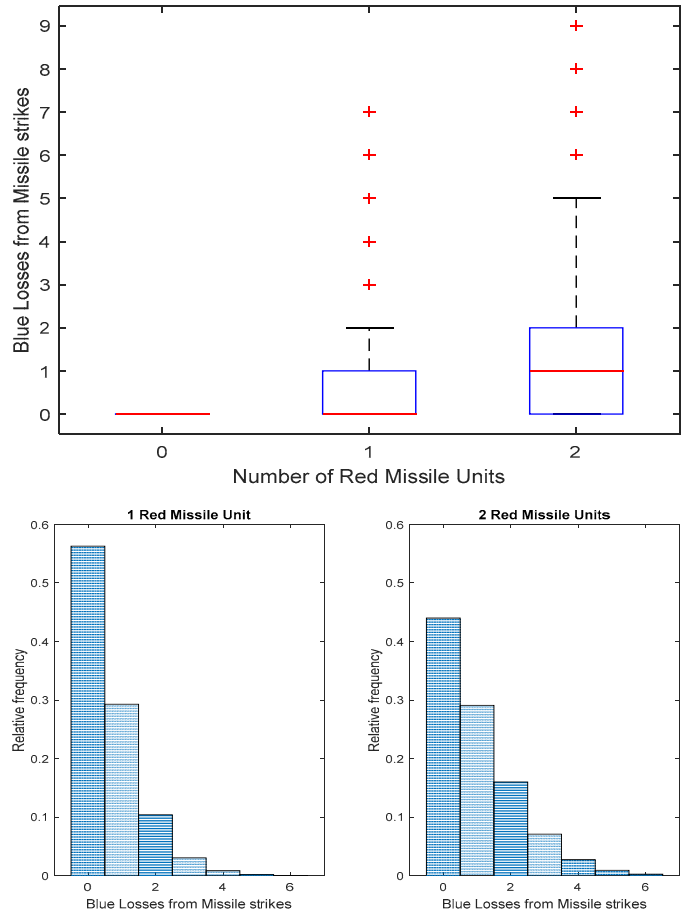 9
8
7
6
5
4
3
2
1
0
Blue Losses from Missile strikes
0 1 2
Number of Red Missile Units
1 Red Missile Unit
0.6
0.5
0.4
0.3
0.2
0.1
0
Relative frequency
0 2 4 6
Blue Losses from Missile strikes
2 Red Missile Units
0.6
0.5
0.4
0.3
0.2
0.1
0
Relative frequency
0 2 4 6
Blue Losses from Missile strikes